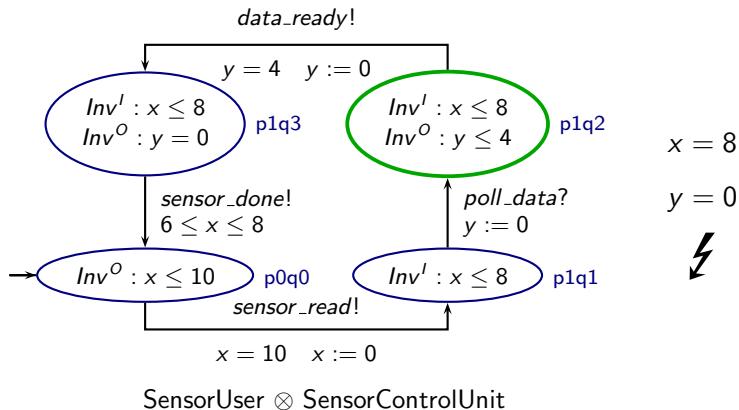 data_ready!
y = 4 y := 0
Inv^I : x ≤ 8
Inv^O : y = 0
p1q3
Inv^I : x ≤ 8
Inv^O : y ≤ 4
p1q2
x = 8
y = 0
sensor_done!
6 ≤ x ≤ 8
poll_data?
y := 0
Inv^O : x ≤ 10
p0q0
Inv^I : x ≤ 8
p1q1
sensor_read!
x = 10 x := 0
SensorUser ⊗ SensorControlUnit